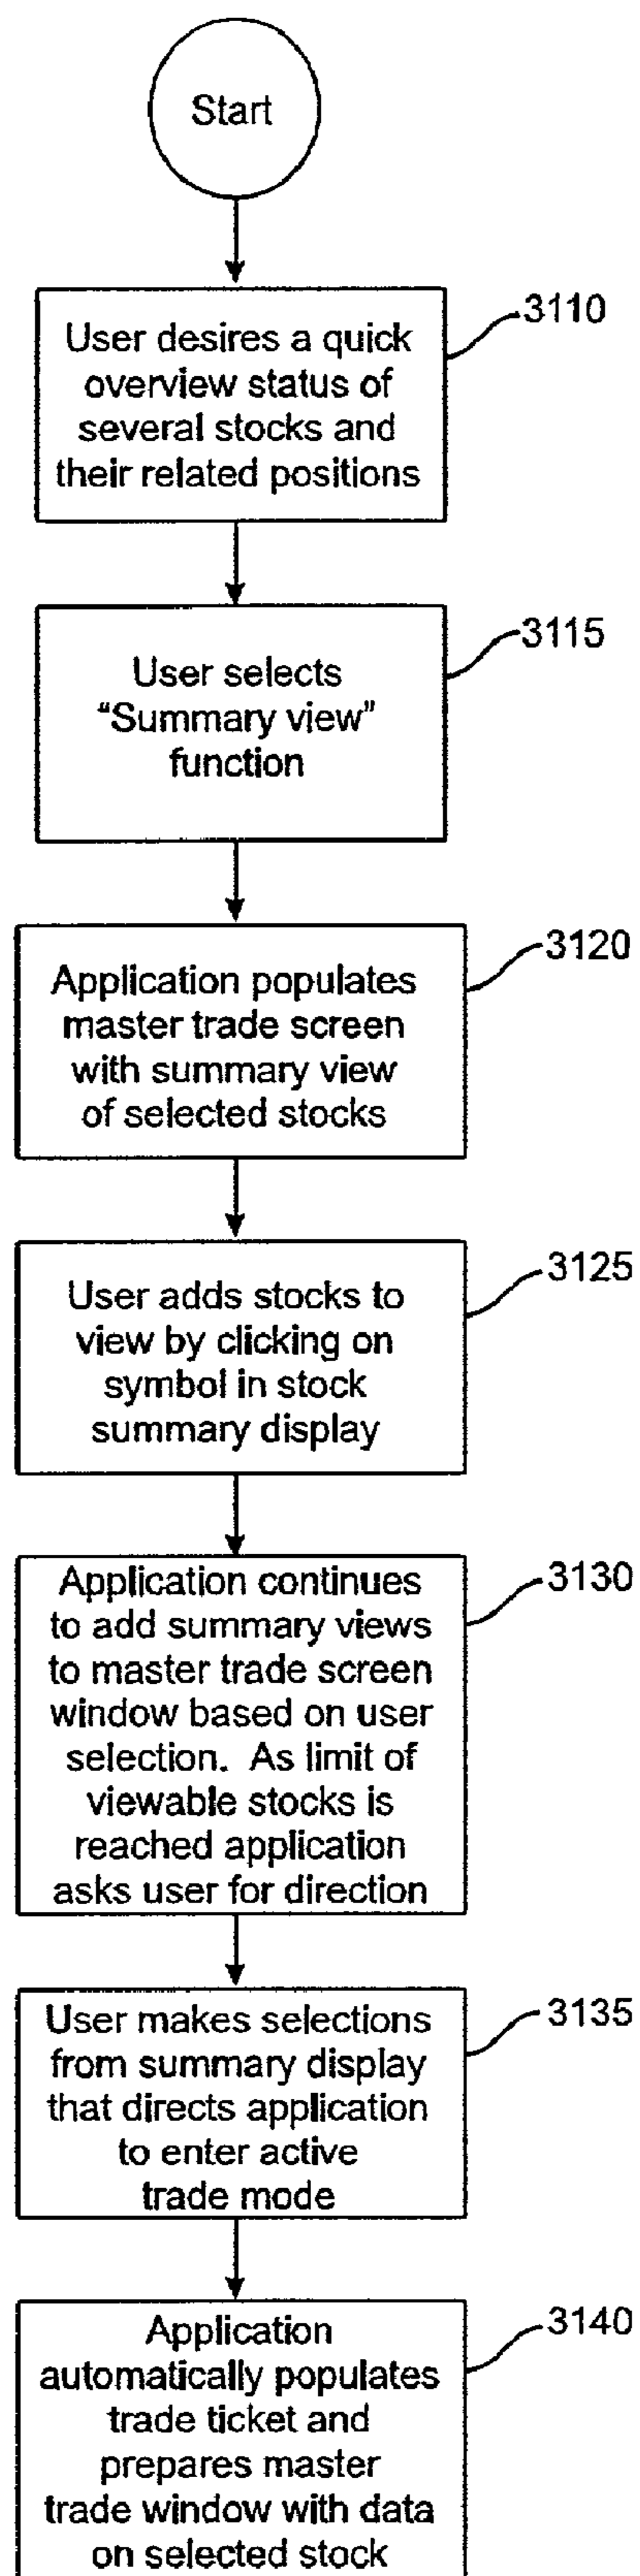 Start
3110
User desires a quick
overview status of
several stocks and
their related positions
3115
User selects
“Summary view”
function
3120
Application populates
master trade screen
with summary view
of selected stocks
3125
User adds stocks to
view by clicking on
symbol in stock
summary display
3130
Application continues
to add summary views
to master trade screen
window based on user
selection. As limit of
viewable stocks is
reached application
asks user for direction
3135
User makes selections
from summary display
that directs application
to enter active
trade mode
3140
Application
automatically populates
trade ticket and
prepares master
trade window with data
on selected stock